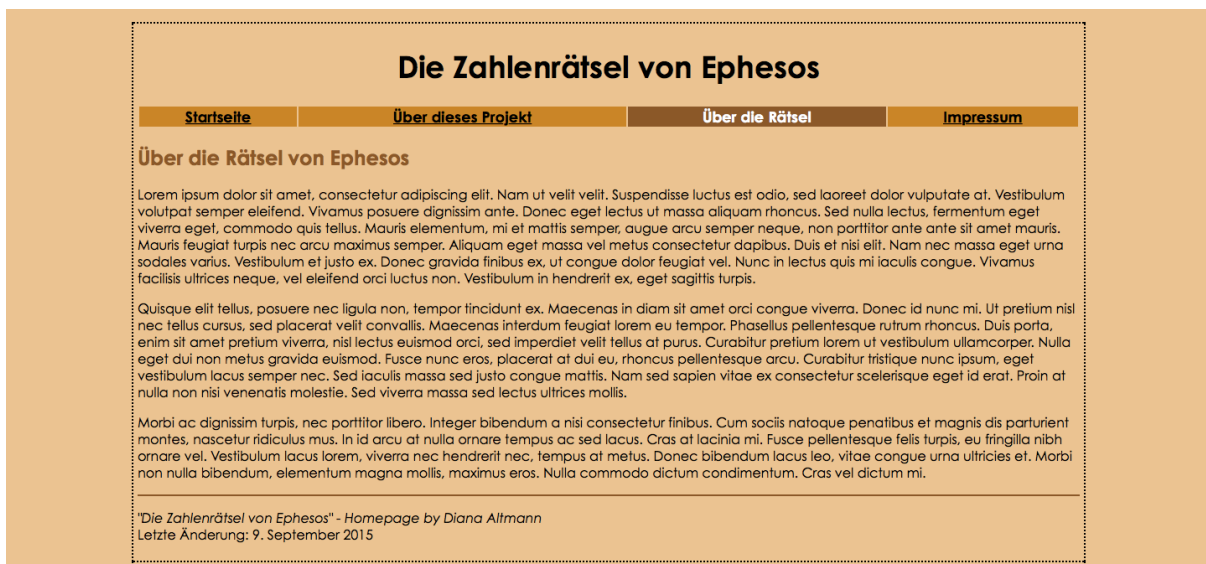 Die Zahlenrätsel von Ephesos
Startseite Über dieses Projekt Über die Rätsel Impressum
Über die Rätsel von Ephesos
Lorem ipsum dolor sit amet, consectetur adipiscing elit. Nam ut velit velit. Suspendisse luctus est odio, sed laoreet dolor vulputate at. Vestibulum
volutpat semper eleifend. Vivamus posuere dignissim ante. Donec eget lectus ut massa aliquam rhoncus. Sed nulla lectus, fermentum eget
viverra eget, commodo quis tellus. Mauris elementum, mi et mattis semper, augue arcu semper neque, non porttitor ante ante sit amet mauris.
Mauris feugiat turpis nec arcu maximus semper. Aliquam eget massa vel metus consectetur dapibus. Duis et nisi elit. Nam nec massa eget urna
sodales varius. Vestibulum et justo ex. Donec gravida finibus ex, ut congue dolor feugiat vel. Nunc in lectus quis mi iaculis congue. Vivamus
facilisis ultrices neque, vel eleifend orci luctus non. Vestibulum in hendrerit ex, eget sagittis turpis.
Quisque elit tellus, posuere nec ligula non, tempor tincidunt ex. Maecenas in diam sit amet orci congue viverra. Donec id nunc mi. Ut pretium nisl
nec tellus cursus, sed placerat velit convallis. Maecenas interdum feugiat lorem eu tempor. Phasellus pellentesque rutrum rhoncus. Duis porta,
enim sit amet pretium viverra, nisl lectus euismod orci, sed imperdiet velit tellus at purus. Curabitur pretium lorem ut vestibulum ullamcorper. Nulla
eget dui non metus gravida euismod. Fusce nunc eros, placerat at dui eu, rhoncus pellentesque arcu. Curabitur tristique nunc ipsum, eget
vestibulum lacus semper nec. Sed iaculis massa sed justo congue mattis. Nam sed sapien vitae ex consectetur scelerisque eget id erat. Proin at
nulla non nisi venenatis molestie. Sed viverra massa sed lectus ultrices mollis.
Morbi ac dignissim turpis, nec porttitor libero. Integer bibendum a nisi consectetur finibus. Cum sociis natoque penatibus et magnis dis parturient
montes, nascetur ridiculus mus. In id arcu at nulla ornare tempus ac sed lacus. Cras at lacinia mi. Fusce pellentesque felis turpis, eu fringilla nibh
ornare vel. Vestibulum lacus lorem, viverra nec hendrerit nec, tempus at metus. Donec bibendum lacus leo, vitae congue urna ultricies et. Morbi
non nulla bibendum, elementum magna mollis, maximus eros. Nulla commodo dictum condimentum. Cras vel dictum mi.
"Die Zahlenrätsel von Ephesos" - Homepage by Diana Altmann
Letzte Änderung: 9. September 2015